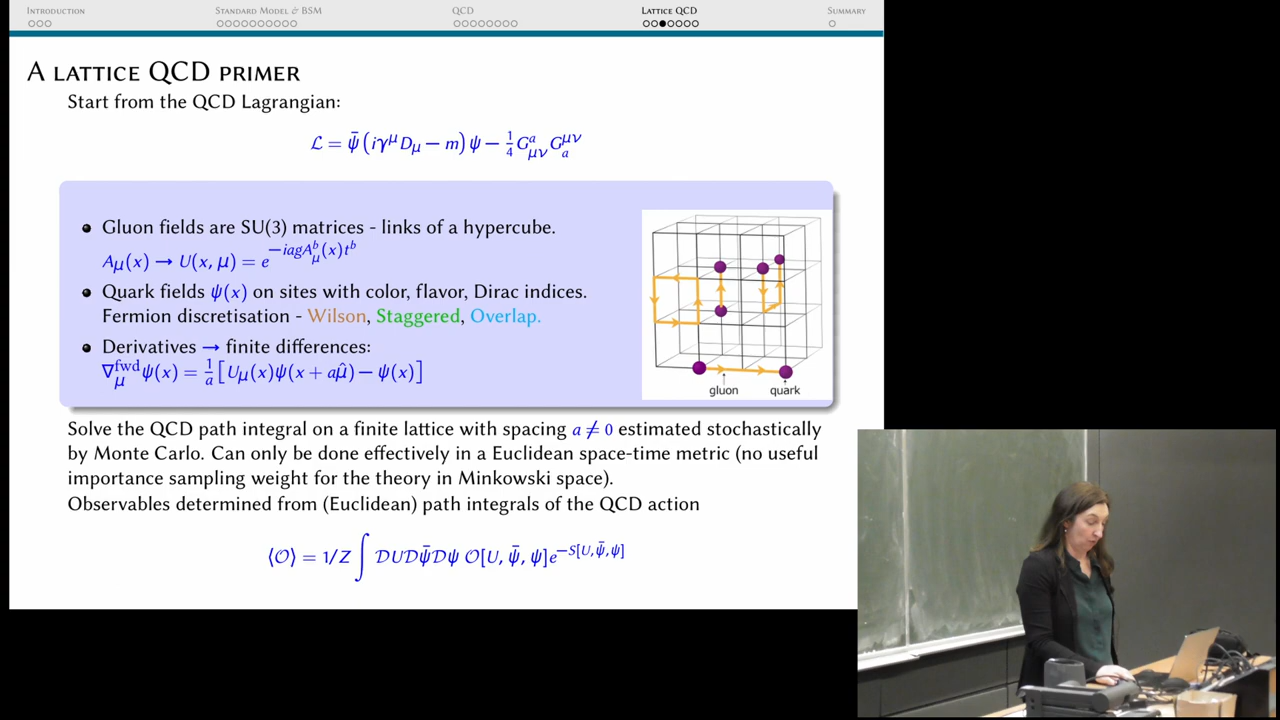 Introduction Standard Model & BSM QCD Lattice QCD Summary
A lattice QCD primer
Start from the QCD Lagrangian:
ℒ = ψ̄ (iγ^μ D_μ − m) ψ − 1/4 G^a_μν G_a^μν
• Gluon fields are SU(3) matrices - links of a hypercube.
A_μ(x) → U(x, μ) = e^{−iagA^b_μ(x)t^b}
• Quark fields ψ(x) on sites with color, flavor, Dirac indices.
Fermion discretisation - Wilson, Staggered, Overlap.
• Derivatives → finite differences:
∇^fwd_μ ψ(x) = 1/a [U_μ(x)ψ(x + aμ̂) − ψ(x)]
gluon quark
Solve the QCD path integral on a finite lattice with spacing a ≠ 0 estimated stochastically
by Monte Carlo. Can only be done effectively in a Euclidean space-time metric (no useful
importance sampling weight for the theory in Minkowski space).
Observables determined from (Euclidean) path integrals of the QCD action
⟨𝒪⟩ = 1/Z ∫ 𝒟U𝒟ψ̄𝒟ψ 𝒪[U, ψ̄, ψ]e^{−S[U,ψ̄,ψ]}